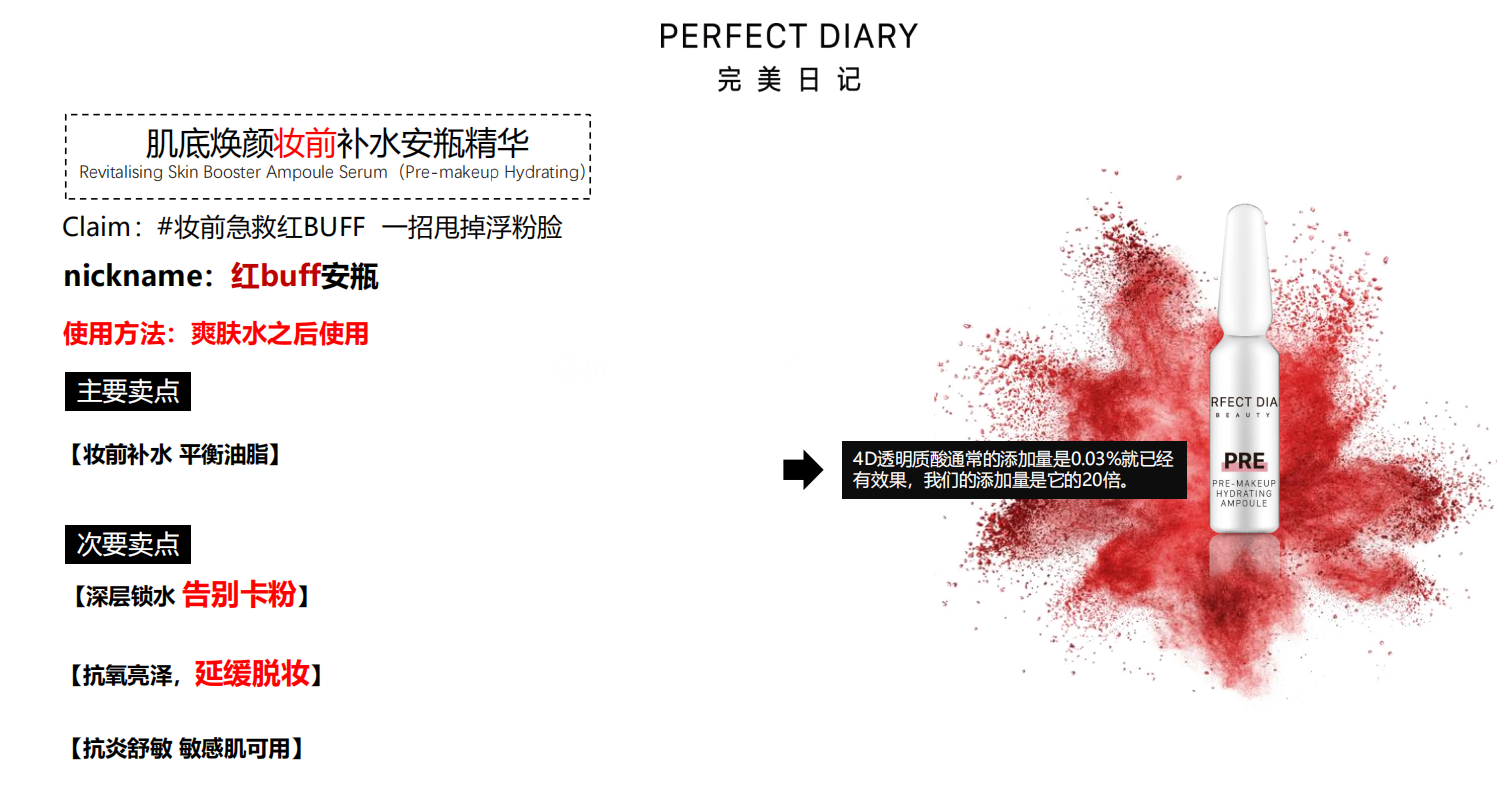 PERFECT DIARY
完美日记
肌底焕颜妆前补水安瓶精华
Revitalising Skin Booster Ampoule Serum（Pre-makeup Hydrating）
Claim：#妆前急救红BUFF 一招甩掉浮粉脸
nickname：红buff安瓶
使用方法：爽肤水之后使用
主要卖点
【妆前补水 平衡油脂】
4D透明质酸通常的添加量是0.03%就已经
有效果，我们的添加量是它的20倍。
次要卖点
【深层锁水 告别卡粉】
【抗氧亮泽，延缓脱妆】
【抗炎舒敏 敏感肌可用】
RFECT DIA
BEAUTY
PRE
PRE-MAKEUP
HYDRATING
AMPOULE